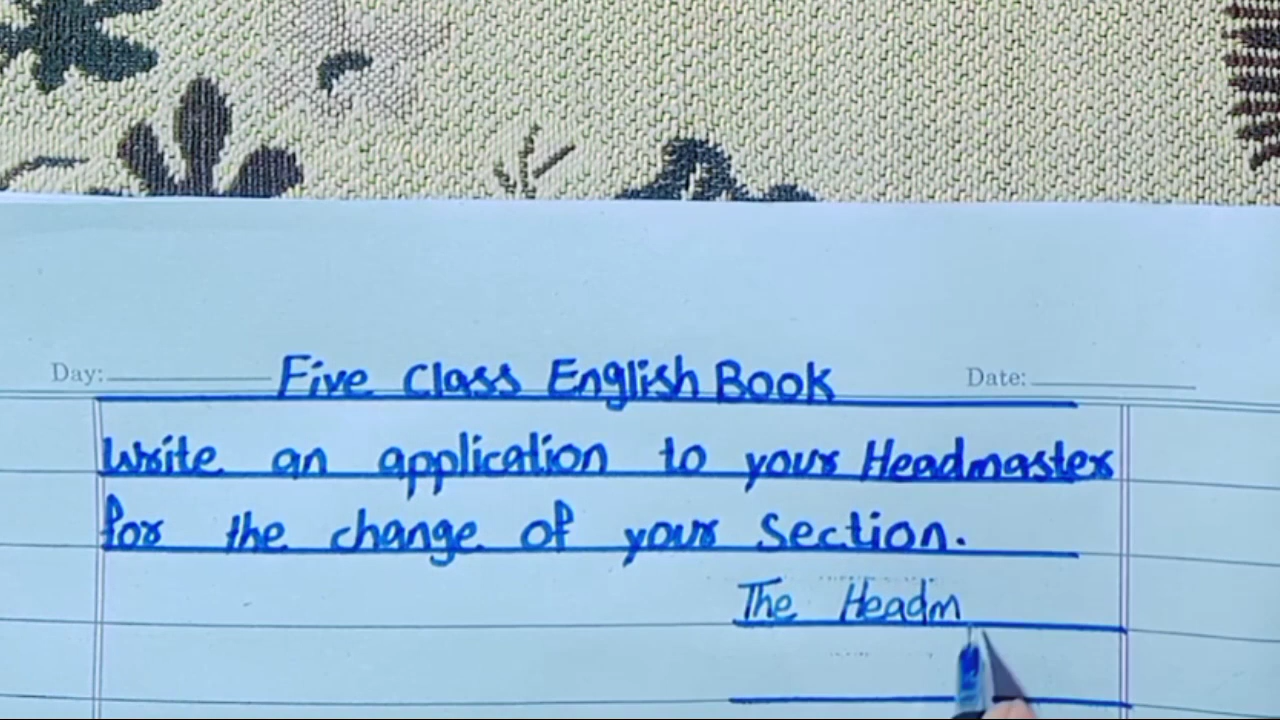 Day: Five Class English Book Date:
Write an application to your Headmaster
for the change of your Section.
The Headm